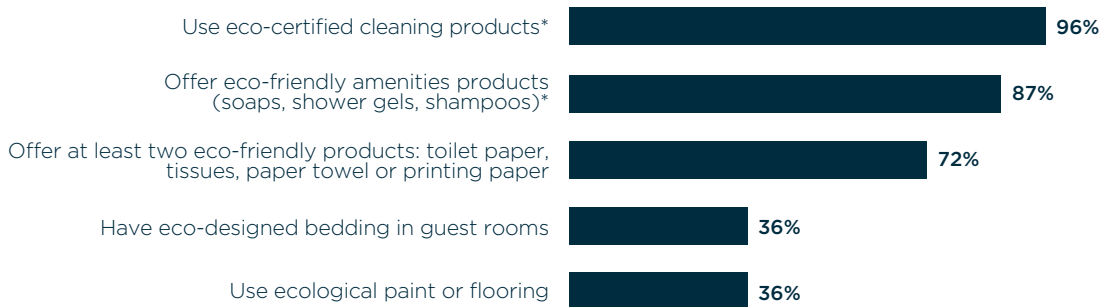 Use eco-certified cleaning products*
96%
Offer eco-friendly amenities products
(soaps, shower gels, shampoos)*
87%
Offer at least two eco-friendly products: toilet paper,
tissues, paper towel or printing paper
72%
Have eco-designed bedding in guest rooms
36%
Use ecological paint or flooring
36%